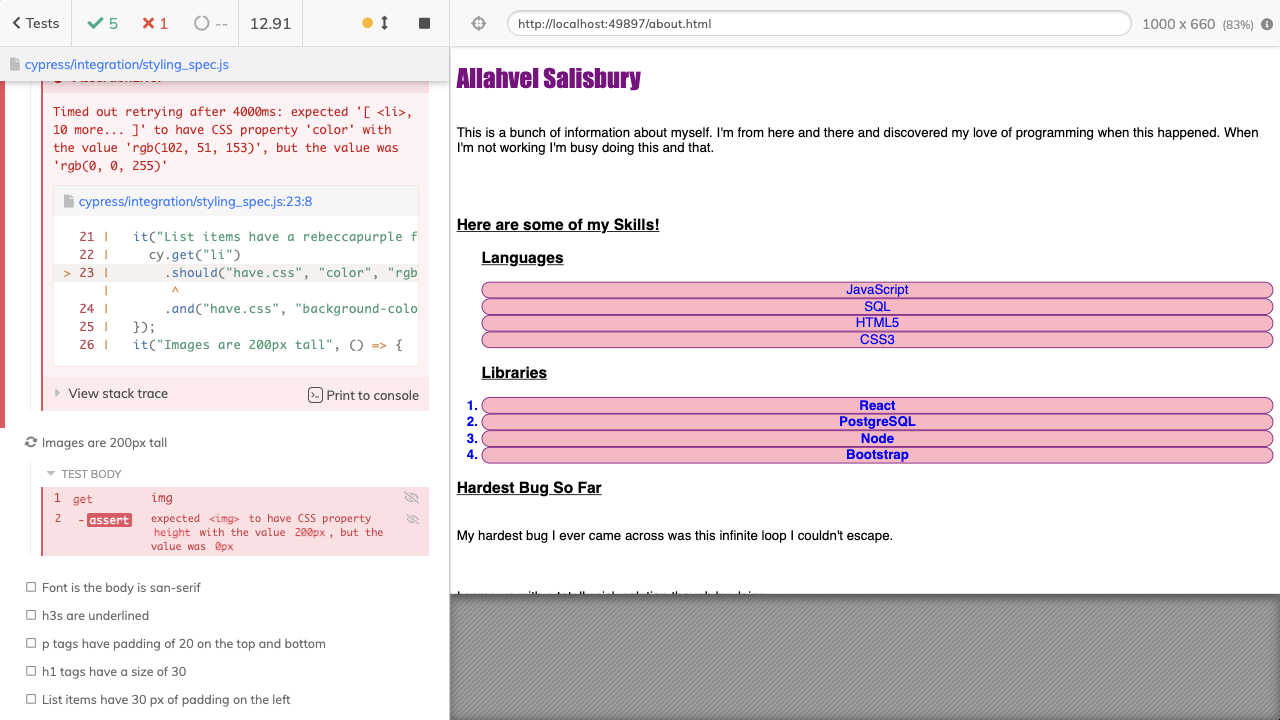 Tests
5
1
--
12.91
cypress/integration/styling_spec.js
Timed out retrying after 4000ms: expected '[ <li>,
10 more... ]' to have CSS property 'color' with
the value 'rgb(102, 51, 153)', but the value was
'rgb(0, 0, 255)'
cypress/integration/styling_spec.js:23:8
21 | it("List items have a rebeccapurple f
22 | cy.get("li")
> 23 | .should("have.css", "color", "rgb
| ^
24 | .and("have.css", "background-colo
25 | });
26 | it("Images are 200px tall", () => {
View stack trace
Print to console
Images are 200px tall
TEST BODY
1 get img
2 -assert expected <img> to have CSS property
height with the value 200px, but the
value was 0px
Font is the body is san-serif
h3s are underlined
p tags have padding of 20 on the top and bottom
h1 tags have a size of 30
List items have 30 px of padding on the left
http://localhost:49897/about.html
1000 x 660 (83%)
Allahvel Salisbury
This is a bunch of information about myself. I'm from here and there and discovered my love of programming when this happened. When
I'm not working I'm busy doing this and that.
Here are some of my Skills!
Languages
JavaScript
SQL
HTML5
CSS3
Libraries
1. React
2. PostgreSQL
3. Node
4. Bootstrap
Hardest Bug So Far
My hardest bug I ever came across was this infinite loop I couldn't escape.